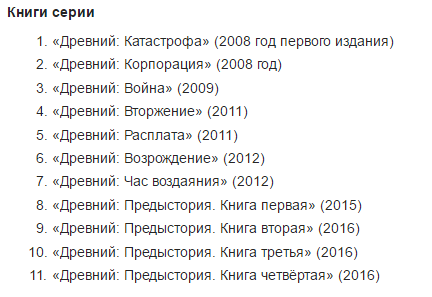 Книги серии
1. «Древний: Катастрофа» (2008 год первого издания)
2. «Древний: Корпорация» (2008 год)
3. «Древний: Война» (2009)
4. «Древний: Вторжение» (2011)
5. «Древний: Расплата» (2011)
6. «Древний: Возрождение» (2012)
7. «Древний: Час воздаяния» (2012)
8. «Древний: Предыстория. Книга первая» (2015)
9. «Древний: Предыстория. Книга вторая» (2016)
10. «Древний: Предыстория. Книга третья» (2016)
11. «Древний: Предыстория. Книга четвёртая» (2016)